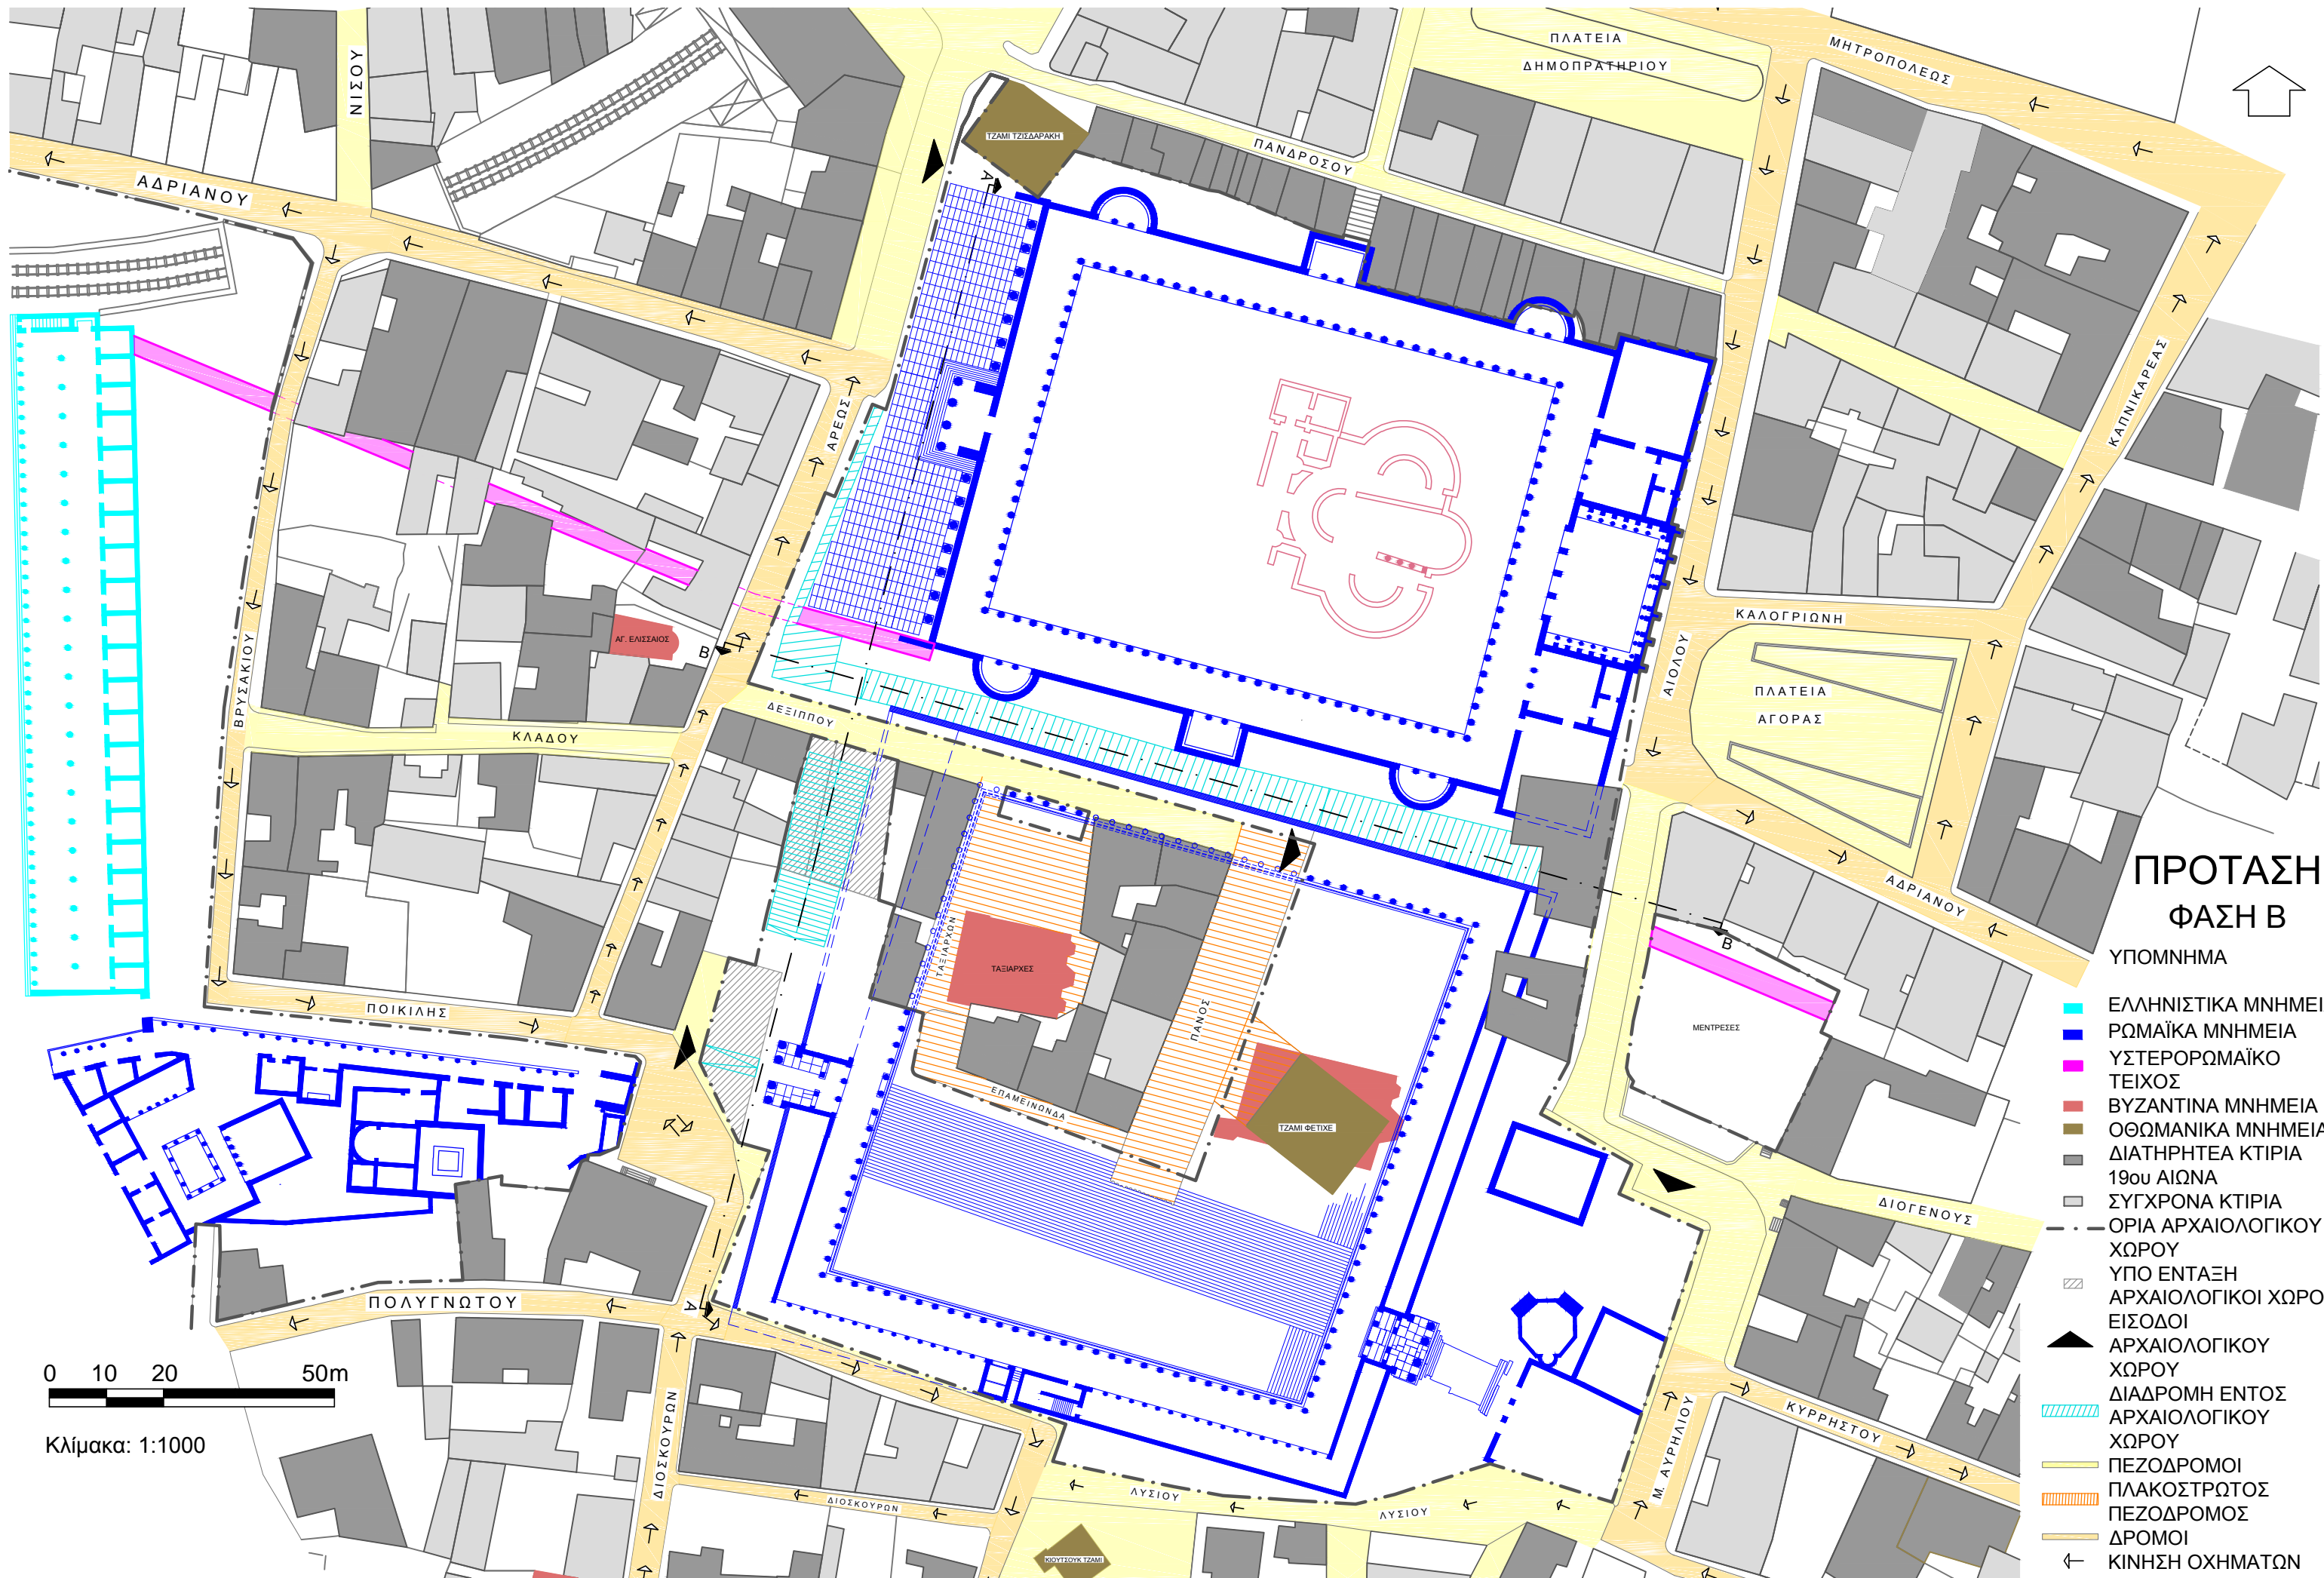 ΠΛΑΤΕΙΑ
ΔΗΜΟΠΡΑΤΗΡΙΟΥ
ΜΗΤΡΟΠΟΛΕΩΣ
ΝΙΣΟΥ
ΤΖΑΜΙ ΤΖΙΣΔΑΡΑΚΗ
ΠΑΝΔΡΟΣΟΥ
ΑΔΡΙΑΝΟΥ
Α
ΚΑΠΝΙΚΑΡΕΑΣ
ΑΡΕΩΣ
ΑΓ. ΕΛΙΣΣΑΙΟΣ
Β
ΒΡΥΣΑΚΙΟΥ
ΚΛΑΔΟΥ
ΔΕΞΙΠΠΟΥ
ΚΑΛΟΓΡΙΩΝΗ
ΑΙΟΛΟΥ
ΠΛΑΤΕΙΑ
ΑΓΟΡΑΣ
ΑΔΡΙΑΝΟΥ
ΤΑΞΙΑΡΧΩΝ
ΤΑΞΙΑΡΧΕΣ
Β
ΠΟΙΚΙΛΗΣ
ΠΑΝΟΣ
ΜΕΝΤΡΕΣΕΣ
ΕΠΑΜΕΙΝΩΝΔΑ
ΤΖΑΜΙ ΦΕΤΙΧΕ
ΔΙΟΓΕΝΟΥΣ
ΠΟΛΥΓΝΩΤΟΥ
Α
ΔΙΟΣΚΟΥΡΩΝ
ΔΙΟΣΚΟΥΡΩΝ
ΛΥΣΙΟΥ
ΛΥΣΙΟΥ
Μ. ΑΥΡΗΛΙΟΥ
ΚΥΡΡΗΣΤΟΥ
ΚΙΟΥΤΣΟΥΚ ΤΖΑΜΙ
0 10 20 50m
Κλίμακα: 1:1000
ΠΡΟΤΑΣΗ
ΦΑΣΗ Β
ΥΠΟΜΝΗΜΑ
ΕΛΛΗΝΙΣΤΙΚΑ ΜΝΗΜΕΙ
ΡΩΜΑΪΚΑ ΜΝΗΜΕΙΑ
ΥΣΤΕΡΟΡΩΜΑΪΚΟ
ΤΕΙΧΟΣ
ΒΥΖΑΝΤΙΝΑ ΜΝΗΜΕΙΑ
ΟΘΩΜΑΝΙΚΑ ΜΝΗΜΕΙΑ
ΔΙΑΤΗΡΗΤΕΑ ΚΤΙΡΙΑ
19ου ΑΙΩΝΑ
ΣΥΓΧΡΟΝΑ ΚΤΙΡΙΑ
ΟΡΙΑ ΑΡΧΑΙΟΛΟΓΙΚΟΥ
ΧΩΡΟΥ
ΥΠΟ ΕΝΤΑΞΗ
ΑΡΧΑΙΟΛΟΓΙΚΟΙ ΧΩΡΟ
ΕΙΣΟΔΟΙ
ΑΡΧΑΙΟΛΟΓΙΚΟΥ
ΧΩΡΟΥ
ΔΙΑΔΡΟΜΗ ΕΝΤΟΣ
ΑΡΧΑΙΟΛΟΓΙΚΟΥ
ΧΩΡΟΥ
ΠΕΖΟΔΡΟΜΟΙ
ΠΛΑΚΟΣΤΡΩΤΟΣ
ΠΕΖΟΔΡΟΜΟΣ
ΔΡΟΜΟΙ
ΚΙΝΗΣΗ ΟΧΗΜΑΤΩΝ